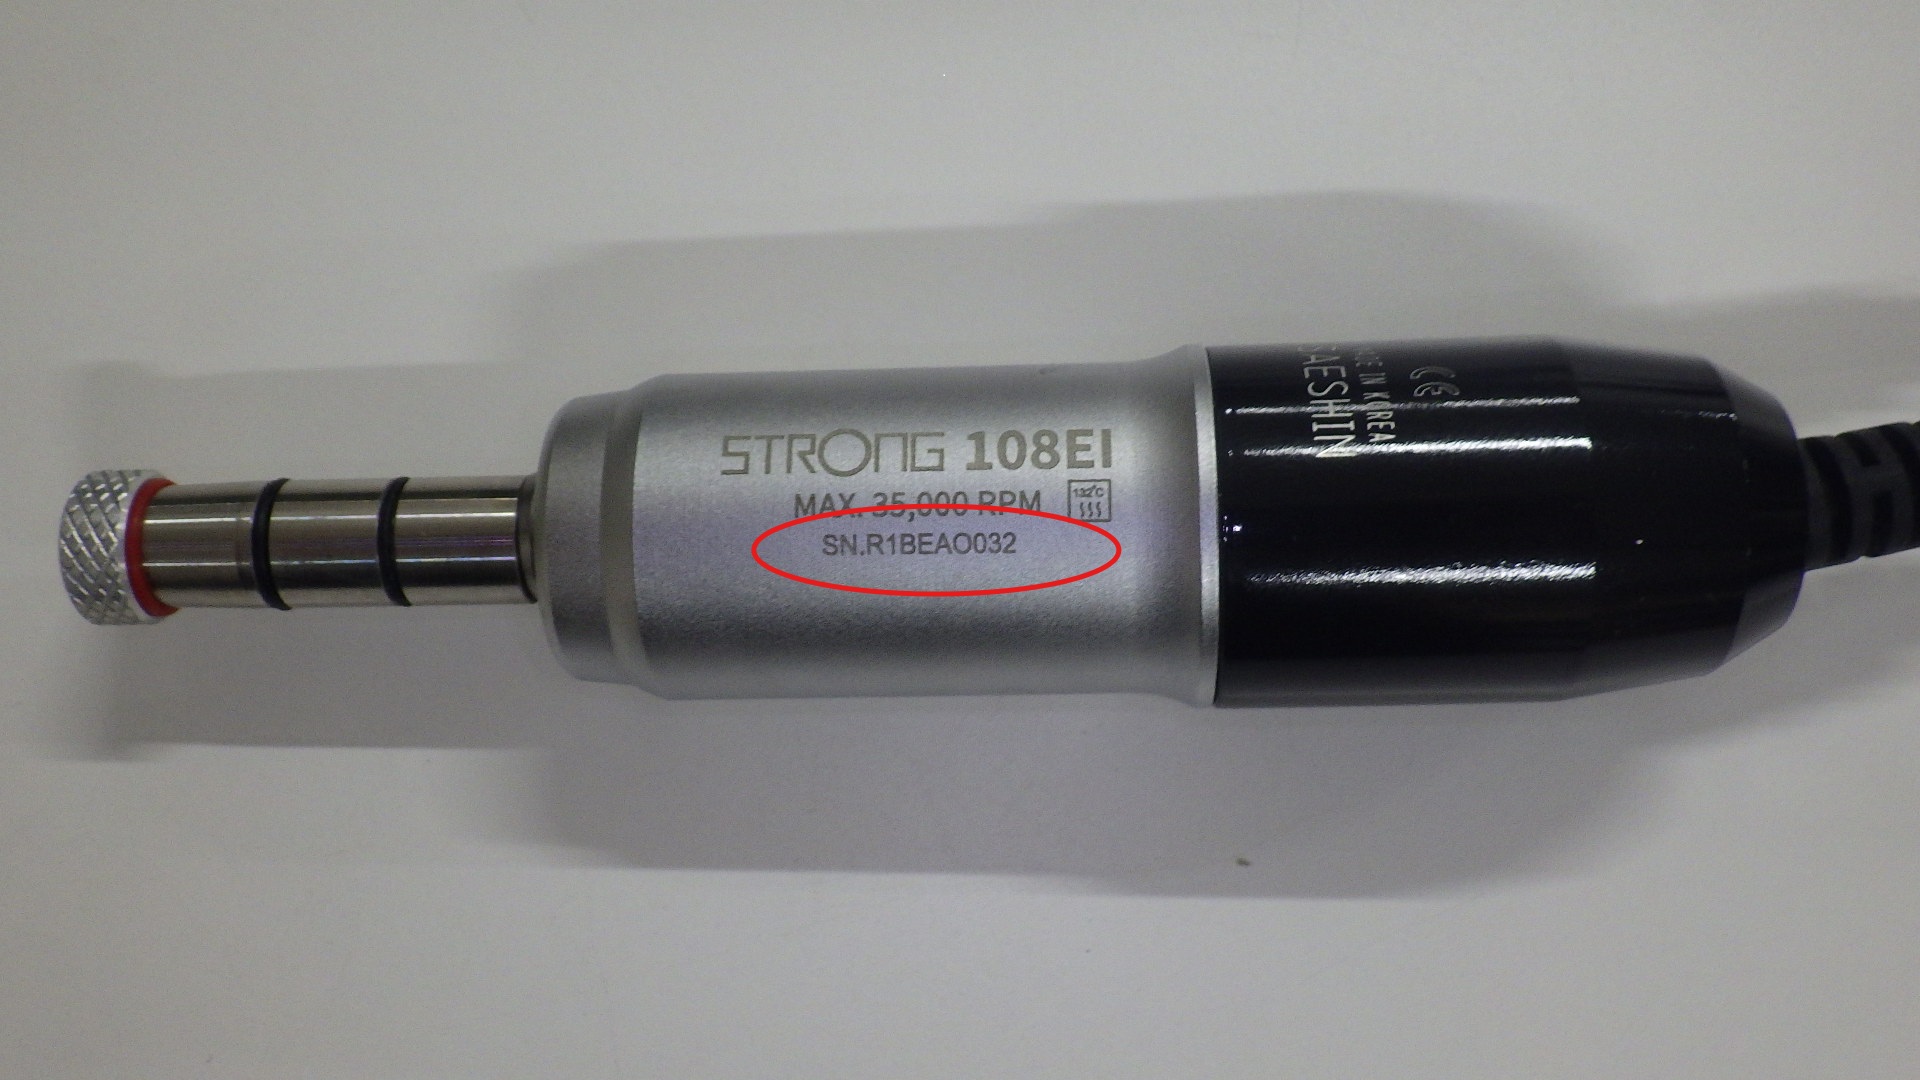 STRONG 108EI
MAX. 35,000 RPM 132°C
SN.R1BEAO032
CE
MADE IN KOREA
SAESHIN